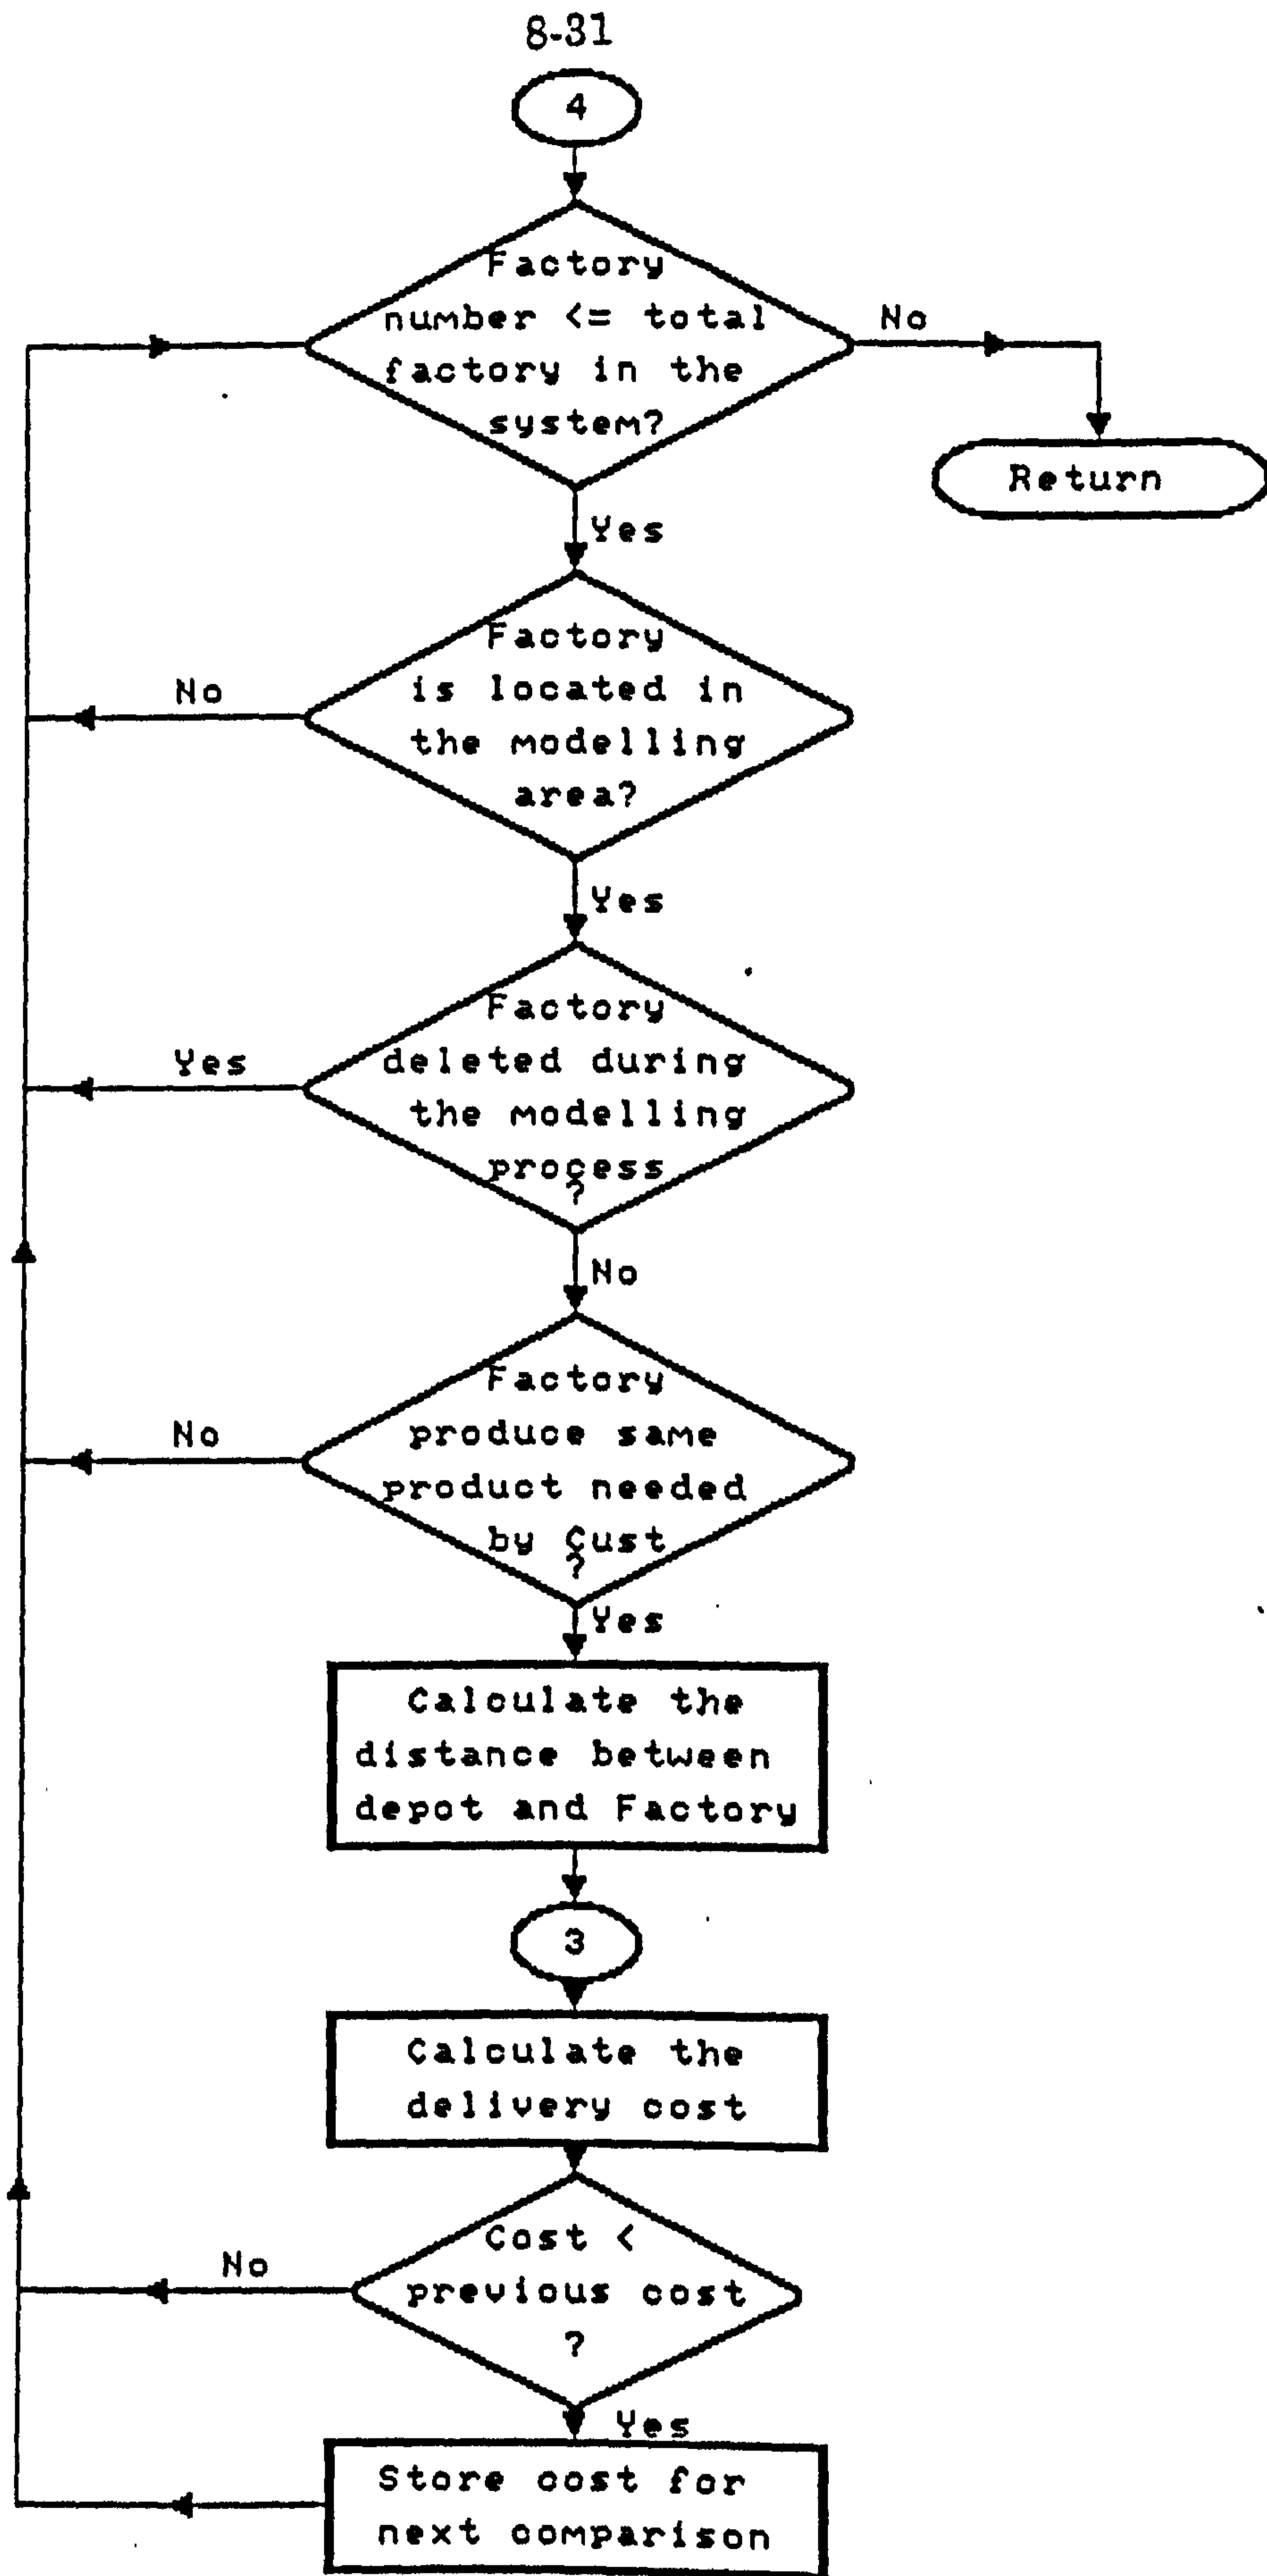 8-31
4
Factory
number <= total
factory in the
system?
No
Return
Yes
Factory
is located in
the modelling
area?
No
Yes
Factory
deleted during
the modelling
process
?
Yes
No
Factory
produce same
product needed
by Cust
?
No
Yes
Calculate the
distance between
depot and Factory
3
Calculate the
delivery cost
Cost <
previous cost
?
No
Yes
Store cost for
next comparison